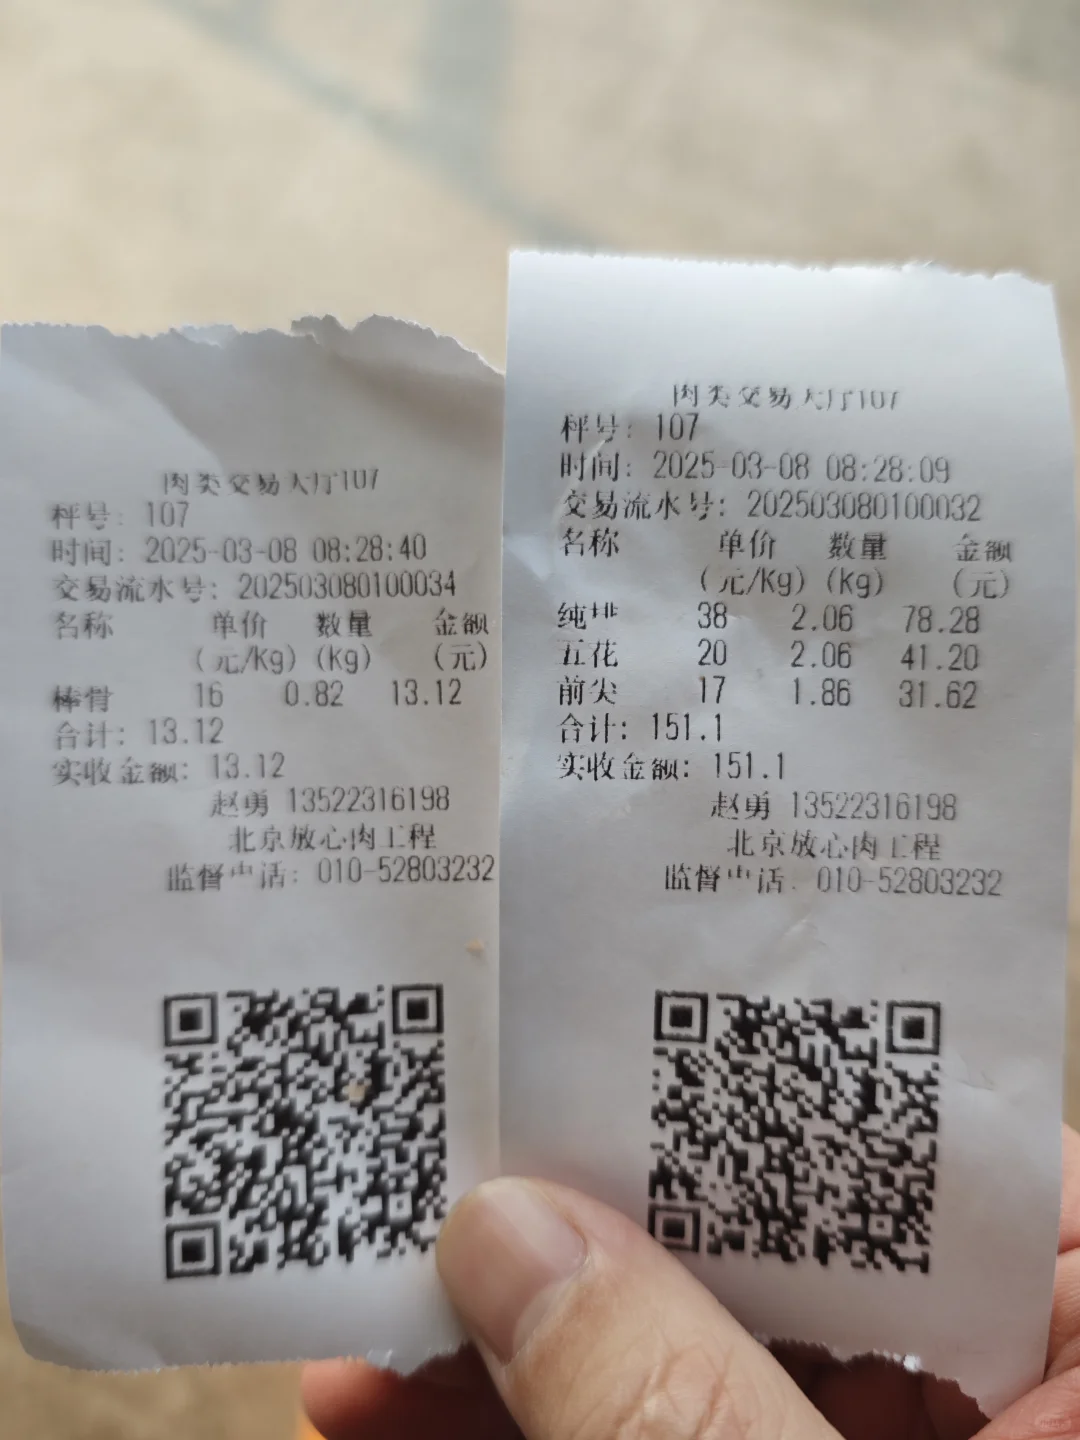 肉类交易大厅107
秤号: 107
时间: 2025-03-08 08:28:40
交易流水号: 202503080100034
名称 单价 数量 金额
(元/Kg) (kg) (元)
棒骨 16 0.82 13.12
合计: 13.12
实收金额: 13.12
赵勇 13522316198
北京放心肉工程
监督电话: 010-52803232
肉类交易大厅107
秤号: 107
时间: 2025-03-08 08:28:09
交易流水号: 202503080100032
名称 单价 数量 金额
(元/Kg) (kg) (元)
纯排 38 2.06 78.28
五花 20 2.06 41.20
前尖 17 1.86 31.62
合计: 151.1
实收金额: 151.1
赵勇 13522316198
北京放心肉工程
监督电话: 010-52803232